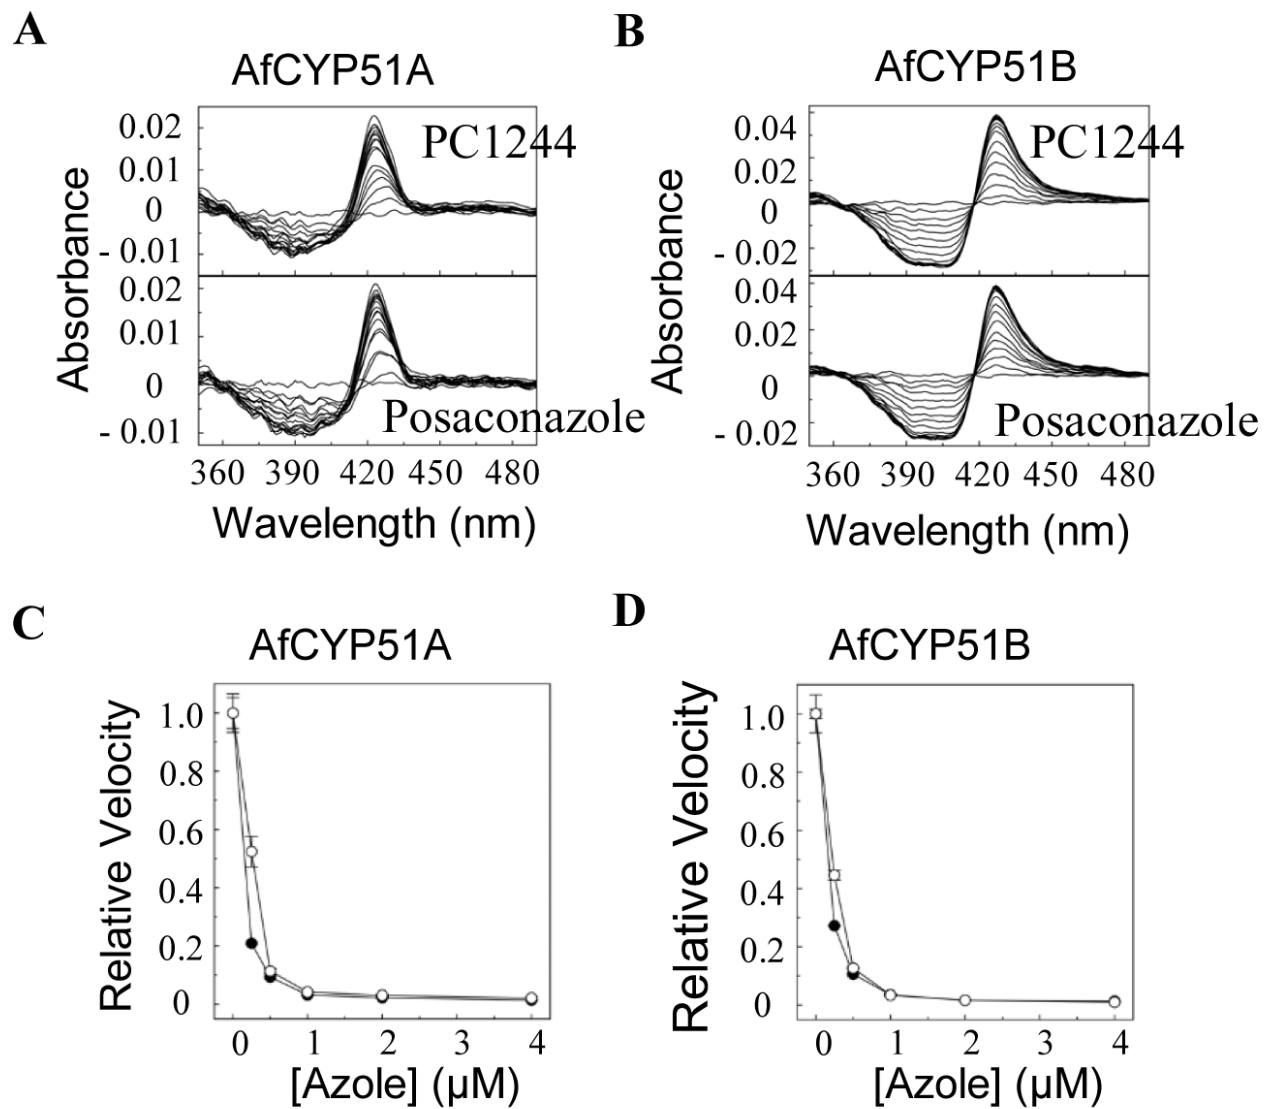 A
B
AfCYP51A
AfCYP51B
Absorbance
0.02
0.01
0
- 0.01
PC1244
0.02
0.01
0
- 0.01
Posaconazole
360 390 420 450 480
Wavelength (nm)
Absorbance
0.04
0.02
0
- 0.02
PC1244
0.04
0.02
0
- 0.02
Posaconazole
360 390 420 450 480
Wavelength (nm)
C
D
AfCYP51A
AfCYP51B
Relative Velocity
1.0
0.8
0.6
0.4
0.2
0
0 1 2 3 4
[Azole] (µM)
Relative Velocity
1.0
0.8
0.6
0.4
0.2
0
0 1 2 3 4
[Azole] (µM)